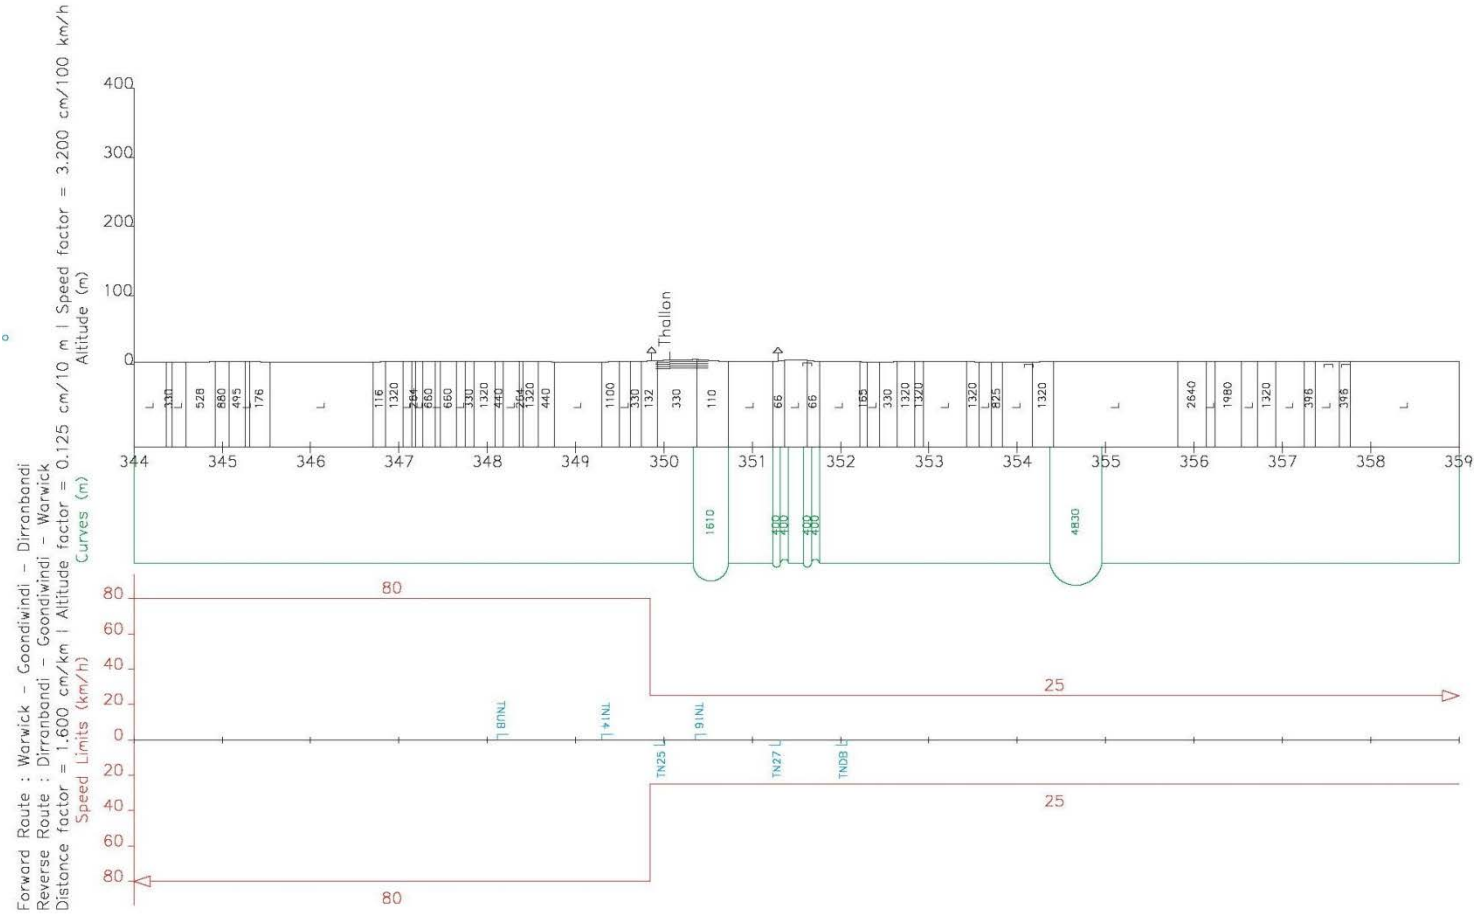 Forward Route : Warwick - Goondiwindi - Dirranbandi
Reverse Route : Dirranbandi - Goondiwindi - Warwick
Distance factor = 1.600 cm/km | Altitude factor = 0.125 cm/10 m | Speed factor = 3.200 cm/100 km/h
Altitude (m)
400
300
200
100
0
Thallon
L 330 L 528 880 495 L 176 L 116 1320 L 264 L 660 L 660 L 330 1320 440 L 264 1320 440 L 1100 L 330 132 330 110 L 66 L 66 L 165 L 330 1320 1320 L 1320 L 825 L 1320 L 2640 L 1980 L 1320 L 396 L 396 L
344 345 346 347 348 349 350 351 352 353 354 355 356 357 358 359
Curves (m)
1610 400 400 400 400 4830
Speed Limits (km/h)
80
60
40
20
0
20
40
60
80
80
25
TNUB TN14 TN16
TN25 TN27 TNDB
25
80